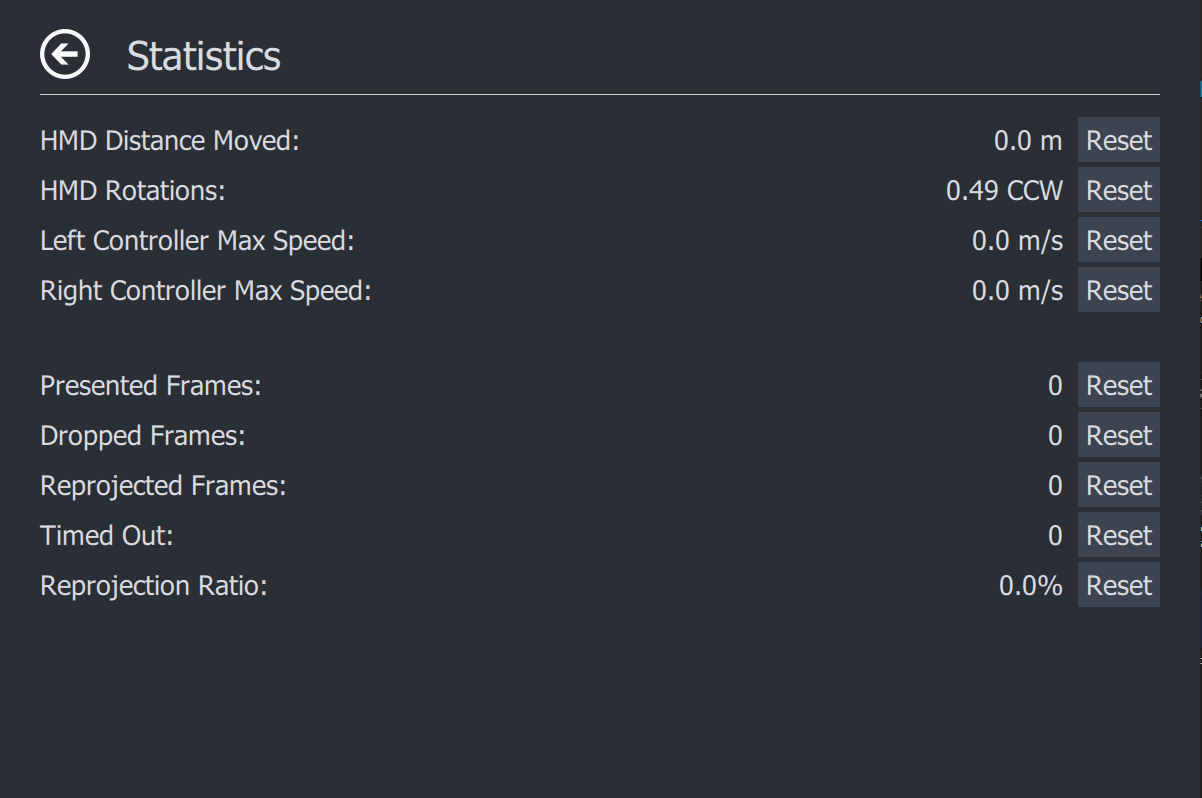 Statistics
HMD Distance Moved: 0.0 m Reset
HMD Rotations: 0.49 CCW Reset
Left Controller Max Speed: 0.0 m/s Reset
Right Controller Max Speed: 0.0 m/s Reset
Presented Frames: 0 Reset
Dropped Frames: 0 Reset
Reprojected Frames: 0 Reset
Timed Out: 0 Reset
Reprojection Ratio: 0.0% Reset